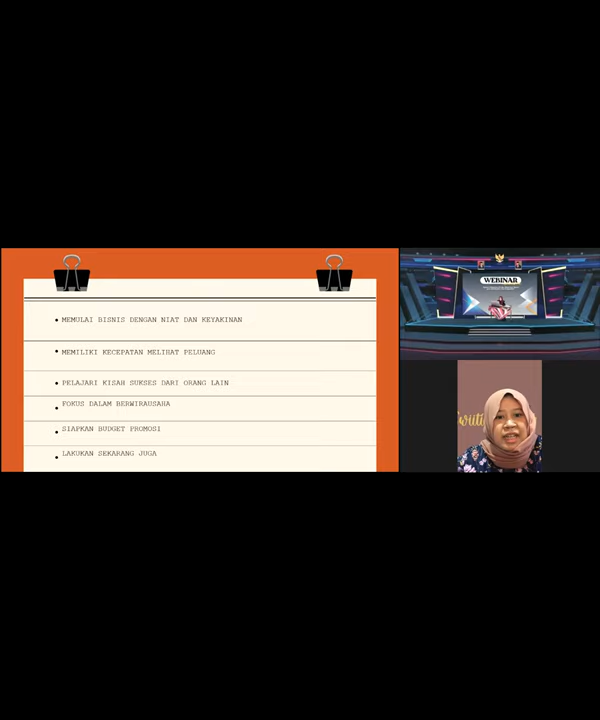 MEMULAI BISNIS DENGAN NIAT DAN KEYAKINAN
MEMILIKI KECEPATAN MELIHAT PELUANG
PELAJARI KISAH SUKSES DARI ORANG LAIN
FOKUS DALAM BERWIRAUSAHA
SIAPKAN BUDGET PROMOSI
LAKUKAN SEKARANG JUGA
WEBINAR